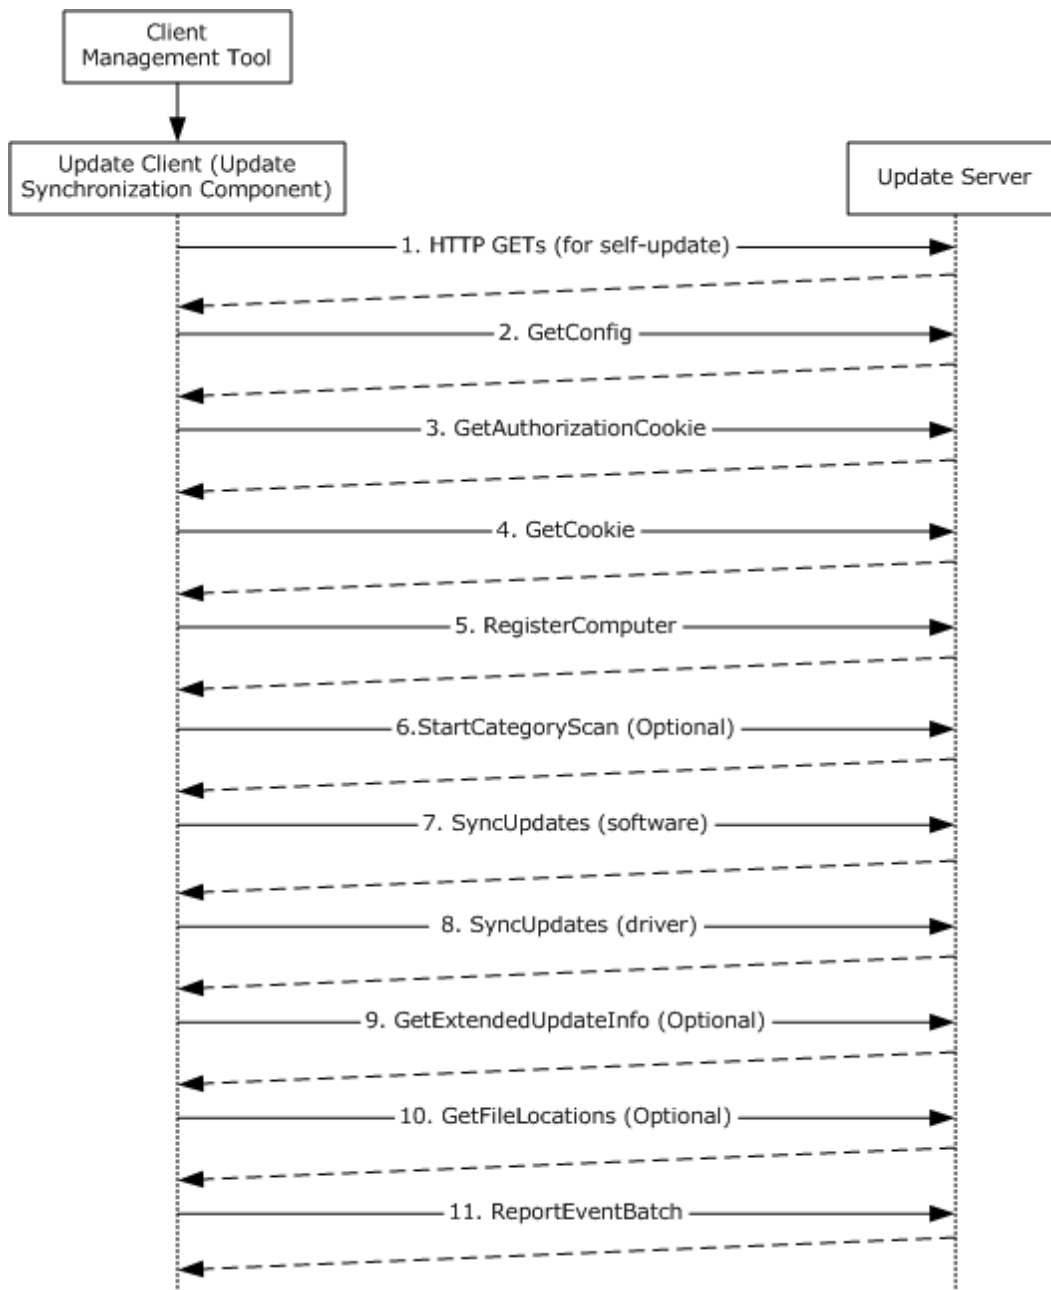 Client
Management Tool
Update Client (Update
Synchronization Component)
Update Server
1. HTTP GETs (for self-update)
2. GetConfig
3. GetAuthorizationCookie
4. GetCookie
5. RegisterComputer
6.StartCategoryScan (Optional)
7. SyncUpdates (software)
8. SyncUpdates (driver)
9. GetExtendedUpdateInfo (Optional)
10. GetFileLocations (Optional)
11. ReportEventBatch